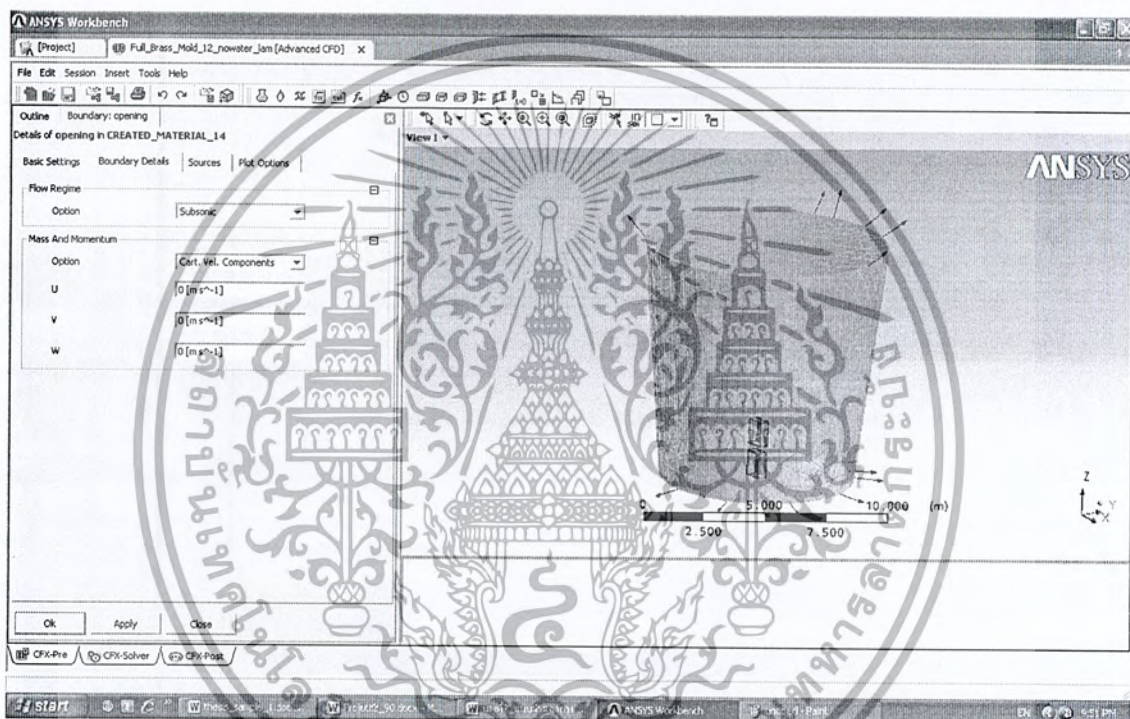 ANSYS Workbench
[Project]
Full_Brass_Mold_12_nowater_lam [Advanced CFD]
File Edit Session Insert Tools Help
Outline
Boundary: opening
Details of opening in CREATED_MATERIAL_14
Basic Settings
Boundary Details
Sources
Plot Options
Flow Regime
Option
Subsonic
Mass And Momentum
Option
Cart. Vel. Components
U
0 [m s^-1]
V
0 [m s^-1]
W
0 [m s^-1]
Ok
Apply
Close
View 1
ANSYS
0
5.000
10.000
(m)
2.500
7.500
Z
Y
X
CFX-Pre
CFX-Solver
CFX-Post
start
ANSYS Workbench
EN
9:51 PM